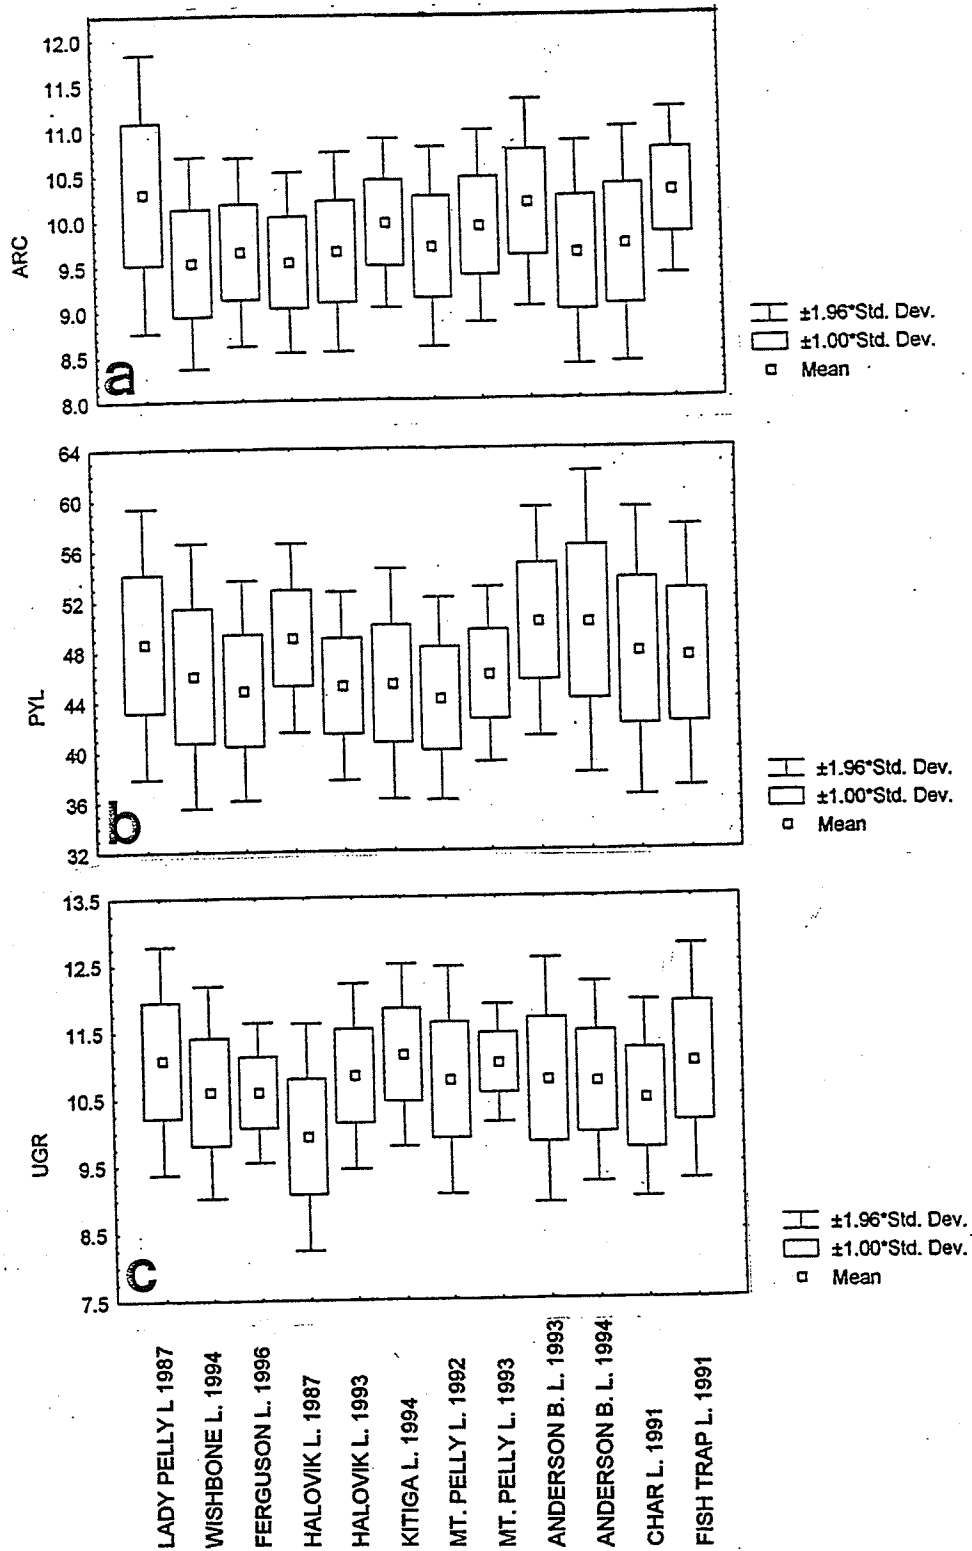 12.0
11.5
11.0
10.5
10.0
9.5
9.0
8.5
8.0
ARC
a
±1.96*Std. Dev.
±1.00*Std. Dev.
Mean
64
60
56
52
48
44
40
36
32
PYL
b
±1.96*Std. Dev.
±1.00*Std. Dev.
Mean
13.5
12.5
11.5
10.5
9.5
8.5
7.5
UGR
c
±1.96*Std. Dev.
±1.00*Std. Dev.
Mean
LADY PELLY L 1987
WISHBONE L. 1994
FERGUSON L. 1996
HALOVIK L. 1987
HALOVIK L. 1993
KITIGA L. 1994
MT. PELLY L. 1992
MT. PELLY L. 1993
ANDERSON B. L. 1993
ANDERSON B. L. 1994
CHAR L. 1991
FISH TRAP L. 1991